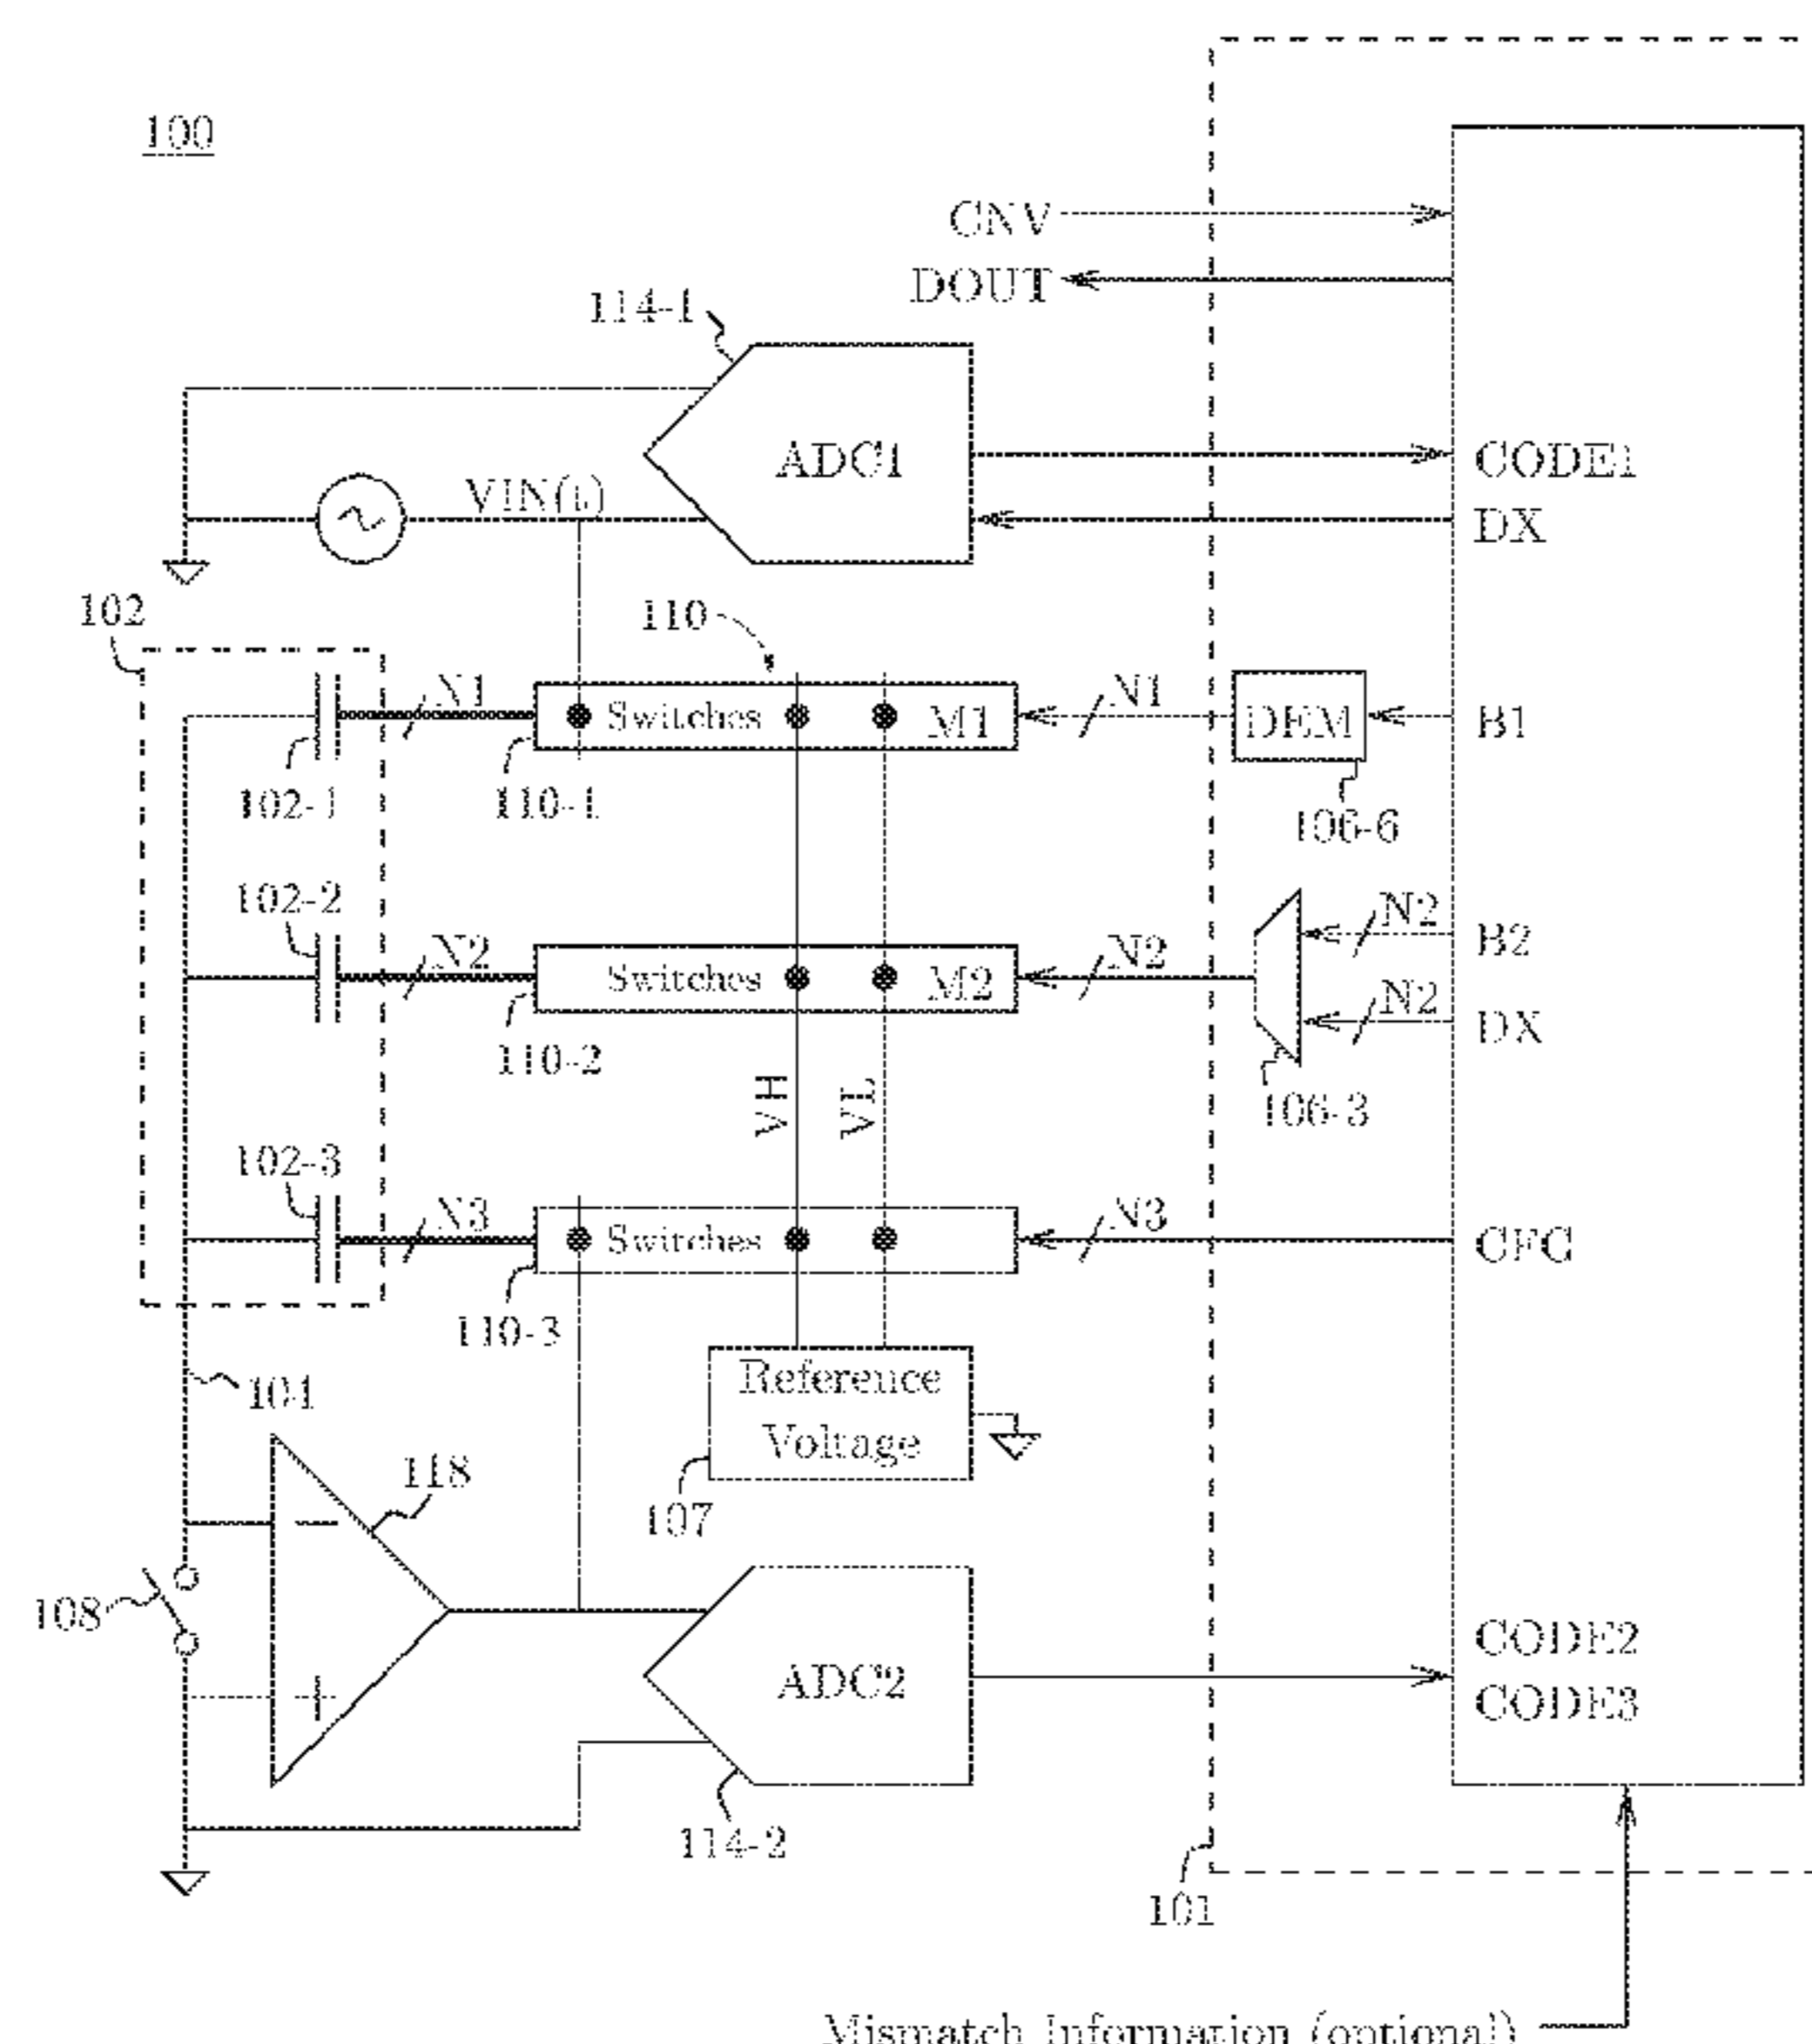 100
CNV
DOUT
114-1
ADC1
CODE1
VIN(t)
DX
102
110
N1
Switches
M1
N1
DEM
B1
102-1
110-1
106-6
102-2
N2
B2
N2
Switches
M2
N2
N2
DX
110-2
VH
VL
106-3
102-3
N3
Switches
N3
CFC
110-3
104
Reference
Voltage
118
107
108
CODE2
ADC2
CODE3
114-2
101
Mismatch Information (optional)